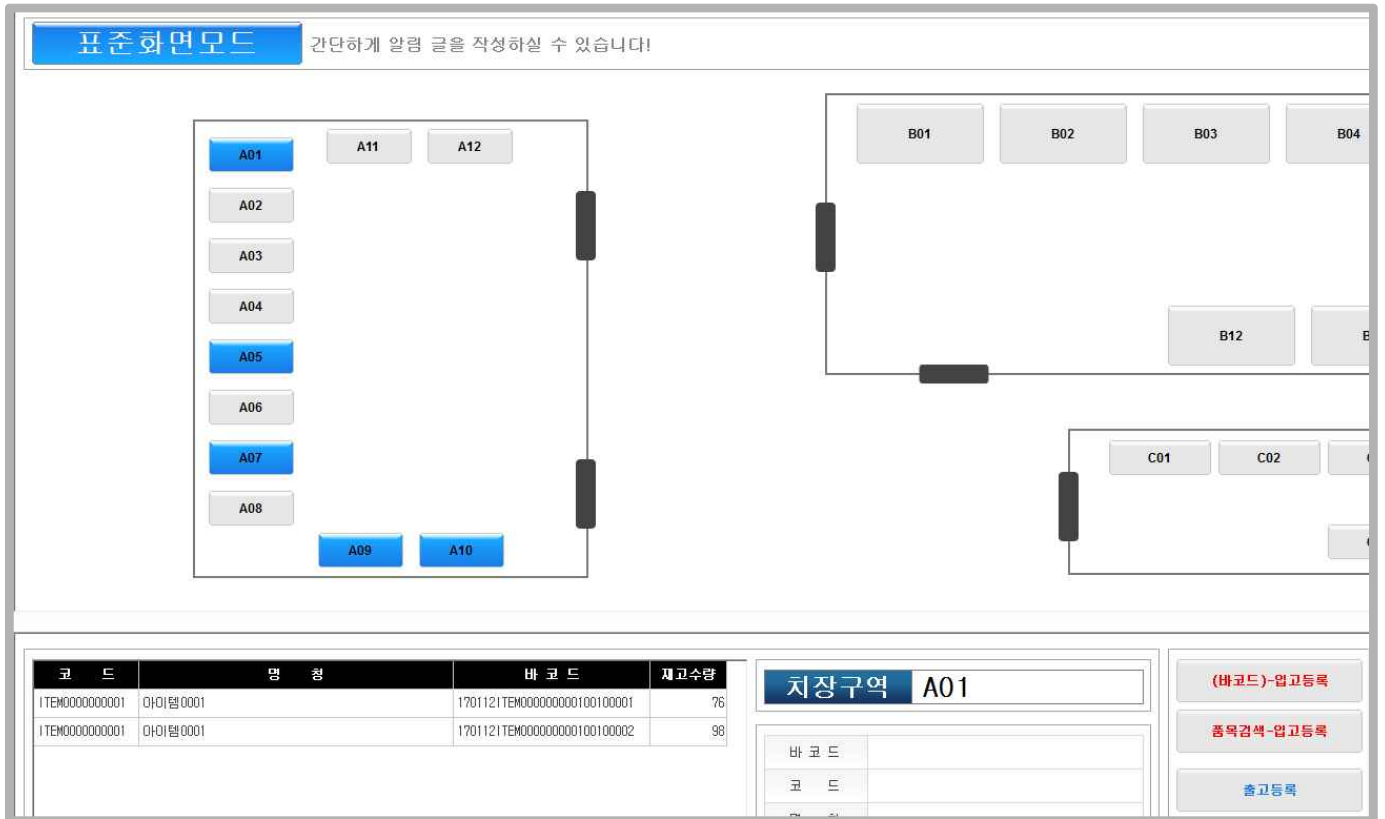 표준화면모드 간단하게 알림 글을 작성하실 수 있습니다!
A01 A11 A12
A02
A03
A04
A05
A06
A07
A08
A09 A10
B01 B02 B03 B04
B12
C01 C02
코 드 명 칭 바 코 드 재고수량
ITEM0000000001 아이템0001 170112ITEM000000000100100001 76
ITEM0000000001 아이템0001 170112ITEM000000000100100002 98
치장구역 A01
바 코 드
코 드
(바코드)-입고등록
품목검색-입고등록
출고등록